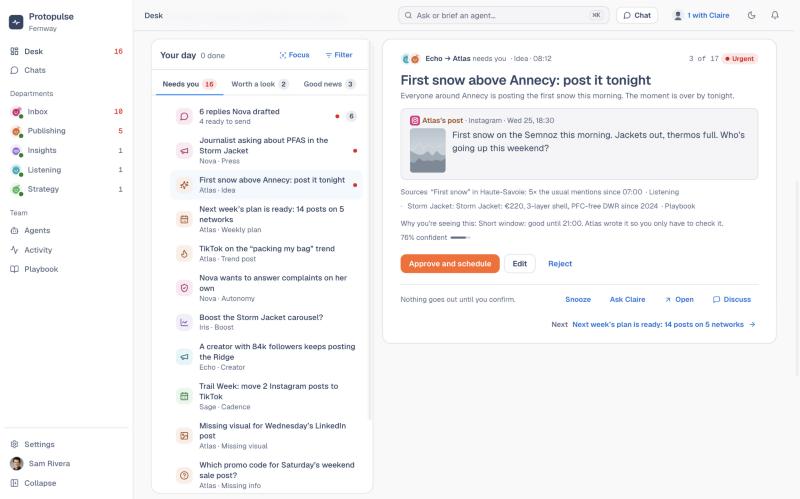 Protopulse
Fernway
Desk 16
Chats
Departments
Inbox 10
Publishing 5
Insights 1
Listening 1
Strategy 1
Team
Agents
Activity
Playbook
Settings
Sam Rivera
Collapse
Desk
Ask or brief an agent... ⌘K
Chat
1 with Claire
Your day 0 done
Focus
Filter
Needs you 16
Worth a look 2
Good news 3
6 replies Nova drafted
4 ready to send
6
Journalist asking about PFAS in the
Storm Jacket
Nova · Press
First snow above Annecy: post it tonight
Atlas · Idea
Next week's plan is ready: 14 posts on 5
networks
Atlas · Weekly plan
TikTok on the “packing my bag” trend
Atlas · Trend post
Nova wants to answer complaints on her
own
Nova · Autonomy
Boost the Storm Jacket carousel?
Iris · Boost
A creator with 84k followers keeps posting
the Ridge
Echo · Creator
Trail Week: move 2 Instagram posts to
TikTok
Sage · Cadence
Missing visual for Wednesday's LinkedIn
post
Atlas · Missing visual
Which promo code for Saturday's weekend
sale post?
Atlas · Missing info
Echo → Atlas needs you · Idea · 08:12
3 of 17
Urgent
First snow above Annecy: post it tonight
Everyone around Annecy is posting the first snow this morning. The moment is over by tonight.
Atlas's post · Instagram · Wed 25, 18:30
First snow on the Semnoz this morning. Jackets out, thermos full. Who's
going up this weekend?
Sources “First snow” in Haute-Savoie: 5× the usual mentions since 07:00 · Listening
· Storm Jacket: Storm Jacket: €220, 3-layer shell, PFC-free DWR since 2024 · Playbook
Why you're seeing this: Short window: good until 21:00. Atlas wrote it so you only have to check it.
76% confident
Approve and schedule
Edit
Reject
Nothing goes out until you confirm.
Snooze
Ask Claire
Open
Discuss
Next Next week's plan is ready: 14 posts on 5 networks →